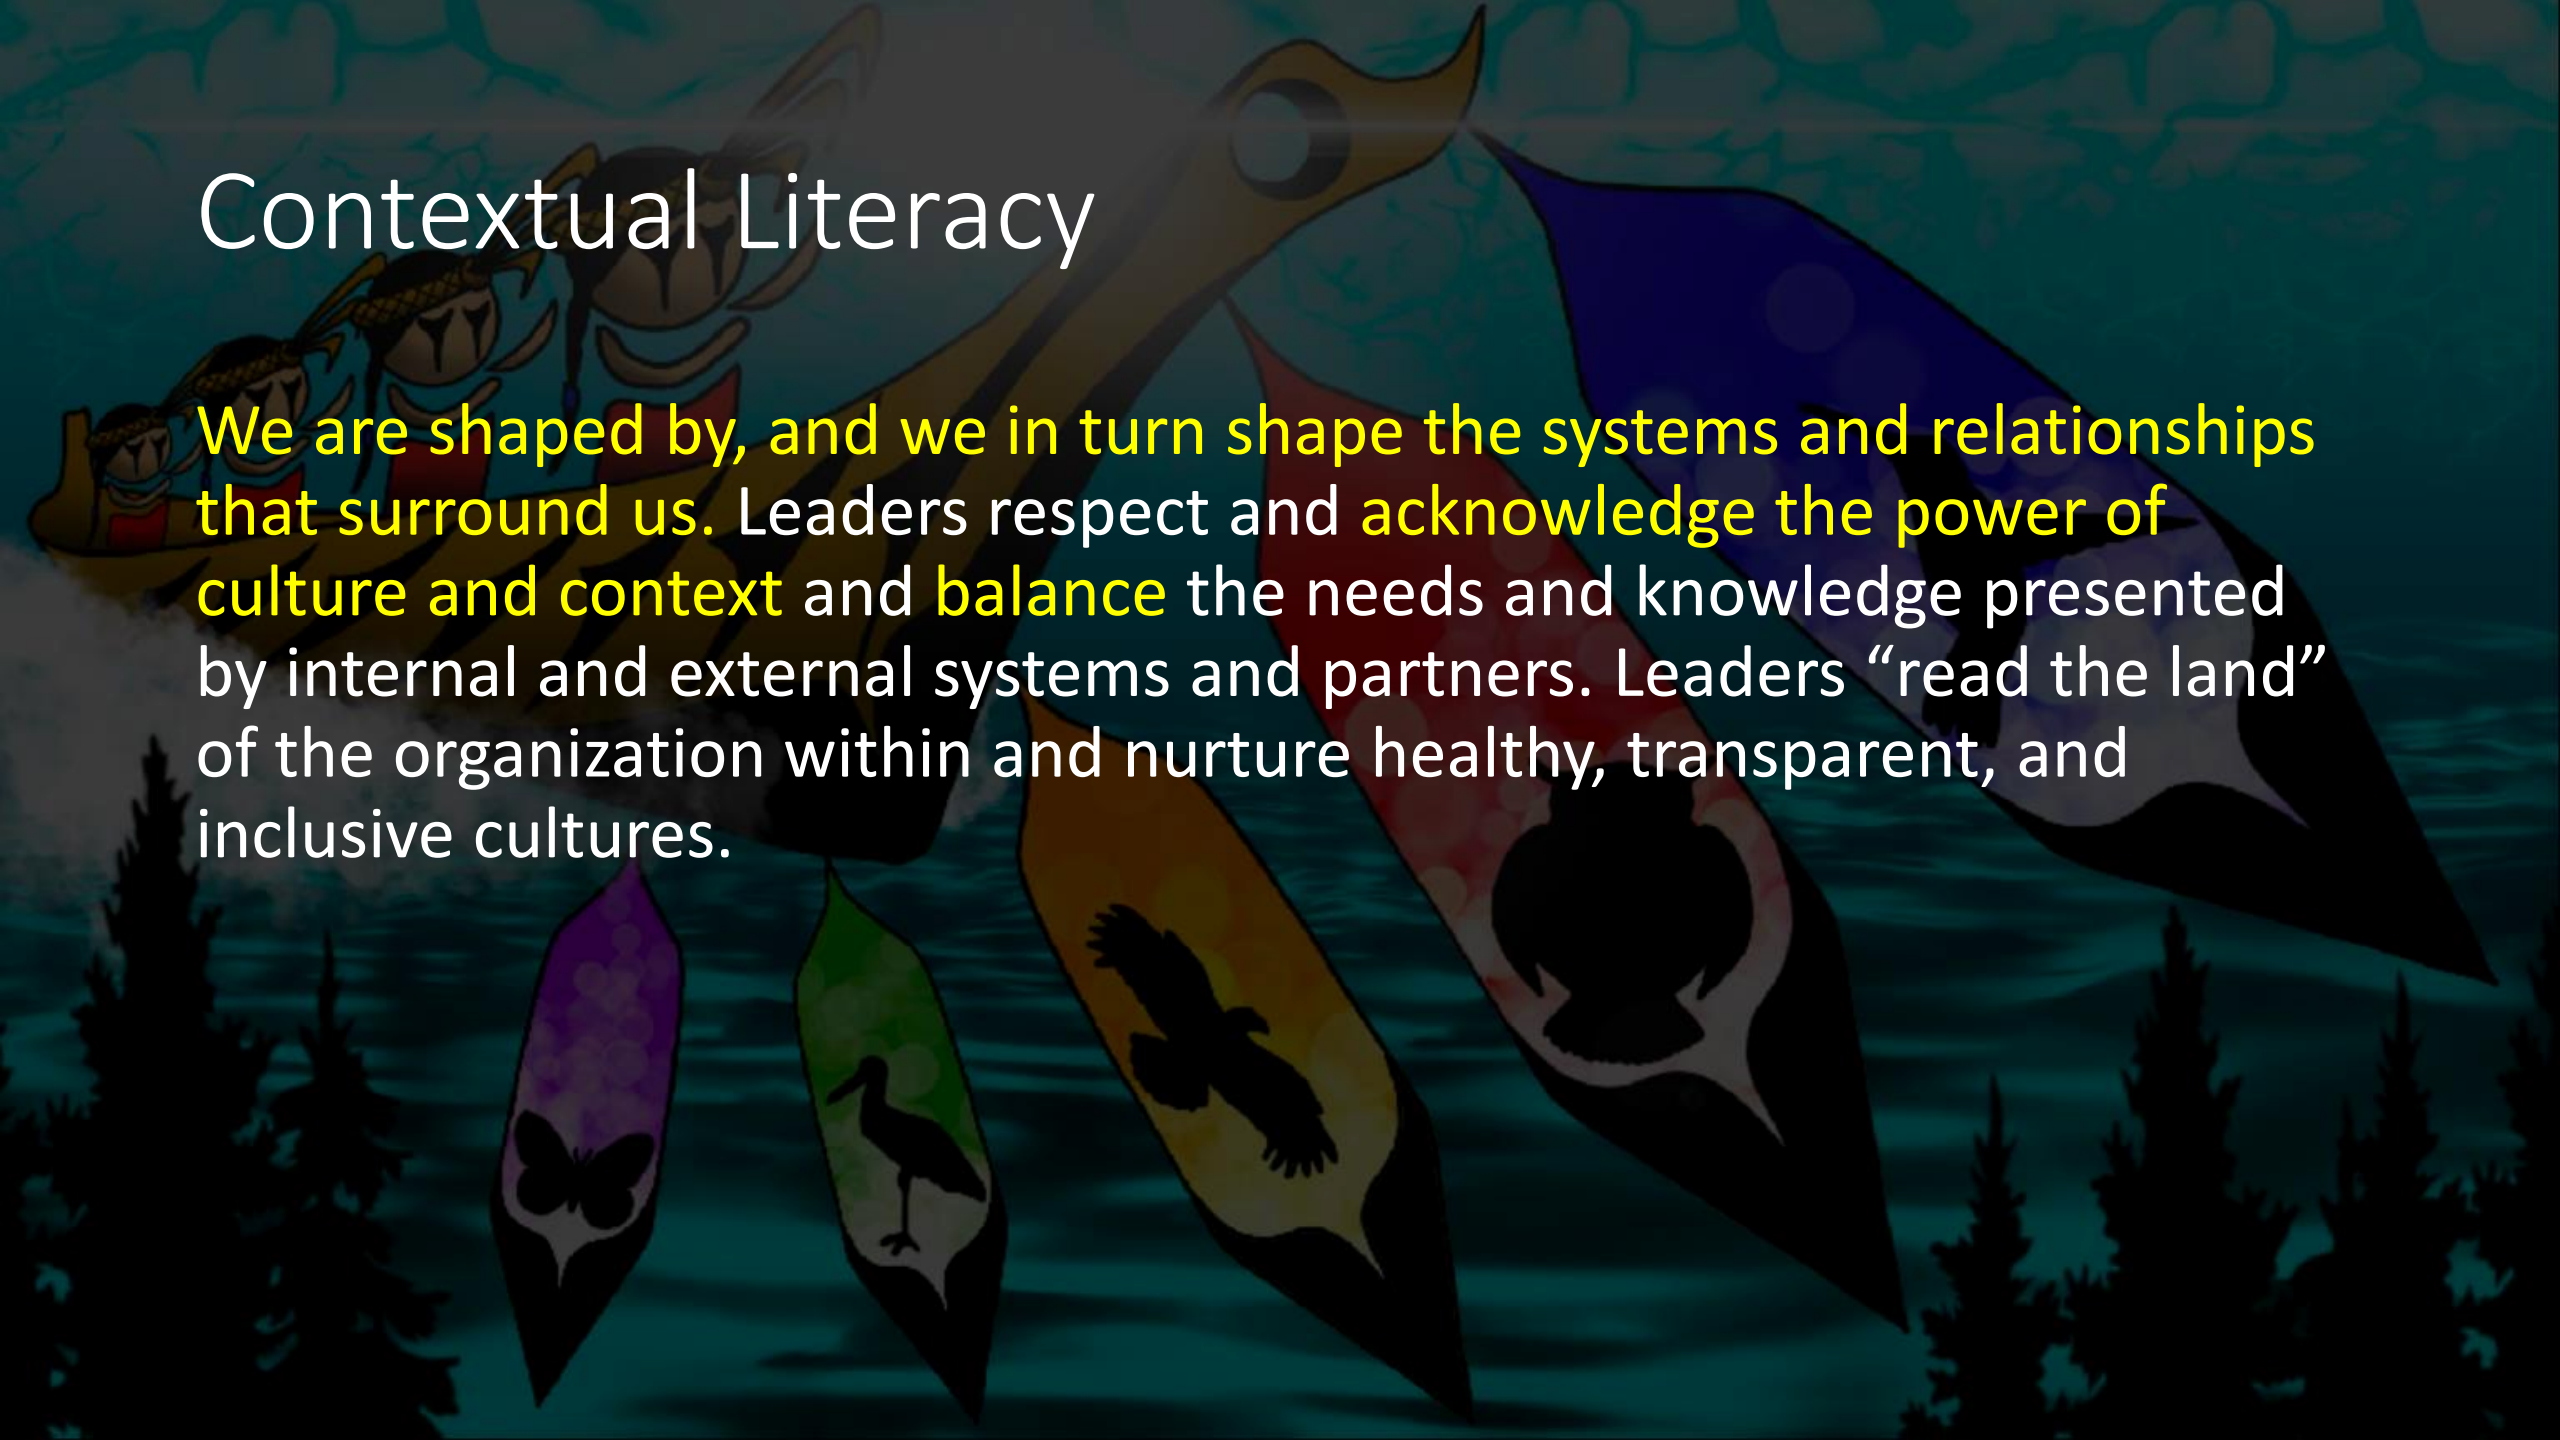 Contextual Literacy
We are shaped by, and we in turn shape the systems and relationships
that surround us. Leaders respect and acknowledge the power of
culture and context and balance the needs and knowledge presented
by internal and external systems and partners. Leaders “read the land”
of the organization within and nurture healthy, transparent, and
inclusive cultures.